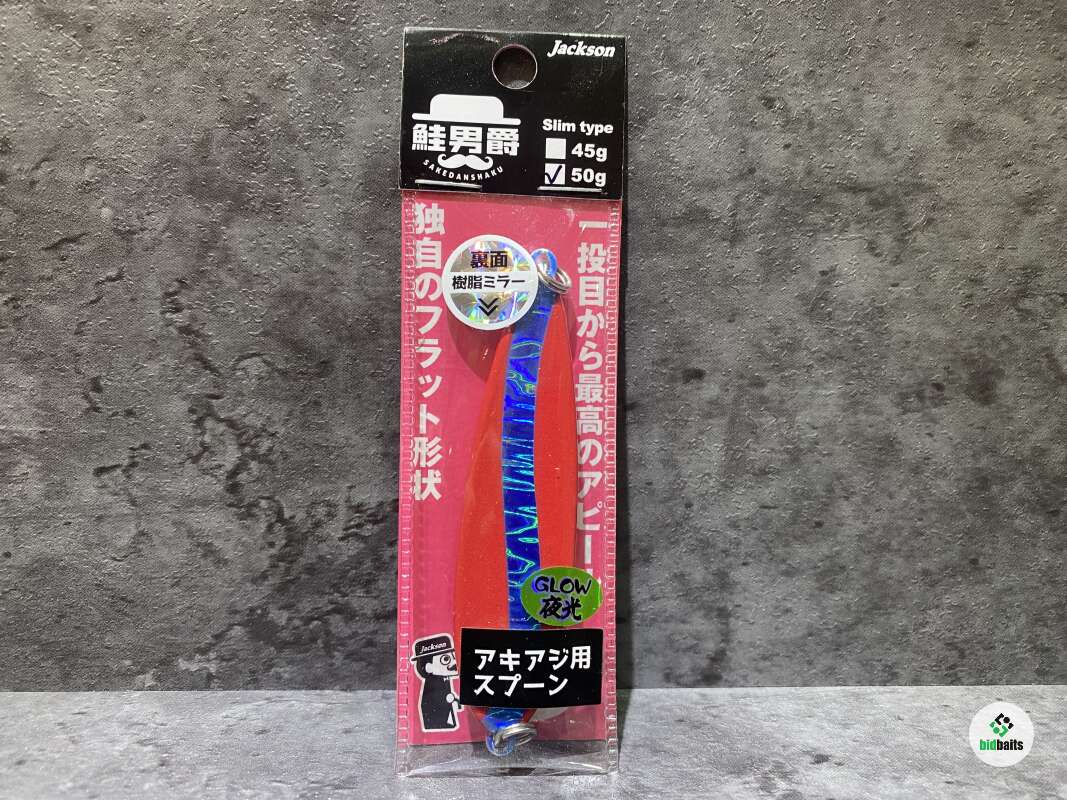 Jackson
鮭男爵
SAKEDANSHAKU
Slim type
45g
50g
一投目から最高のアピー
独自のフラット形状
裏面
樹脂ミラー
GLOW
夜光
Jackson
アキアジ用
スプーン
bidbaits